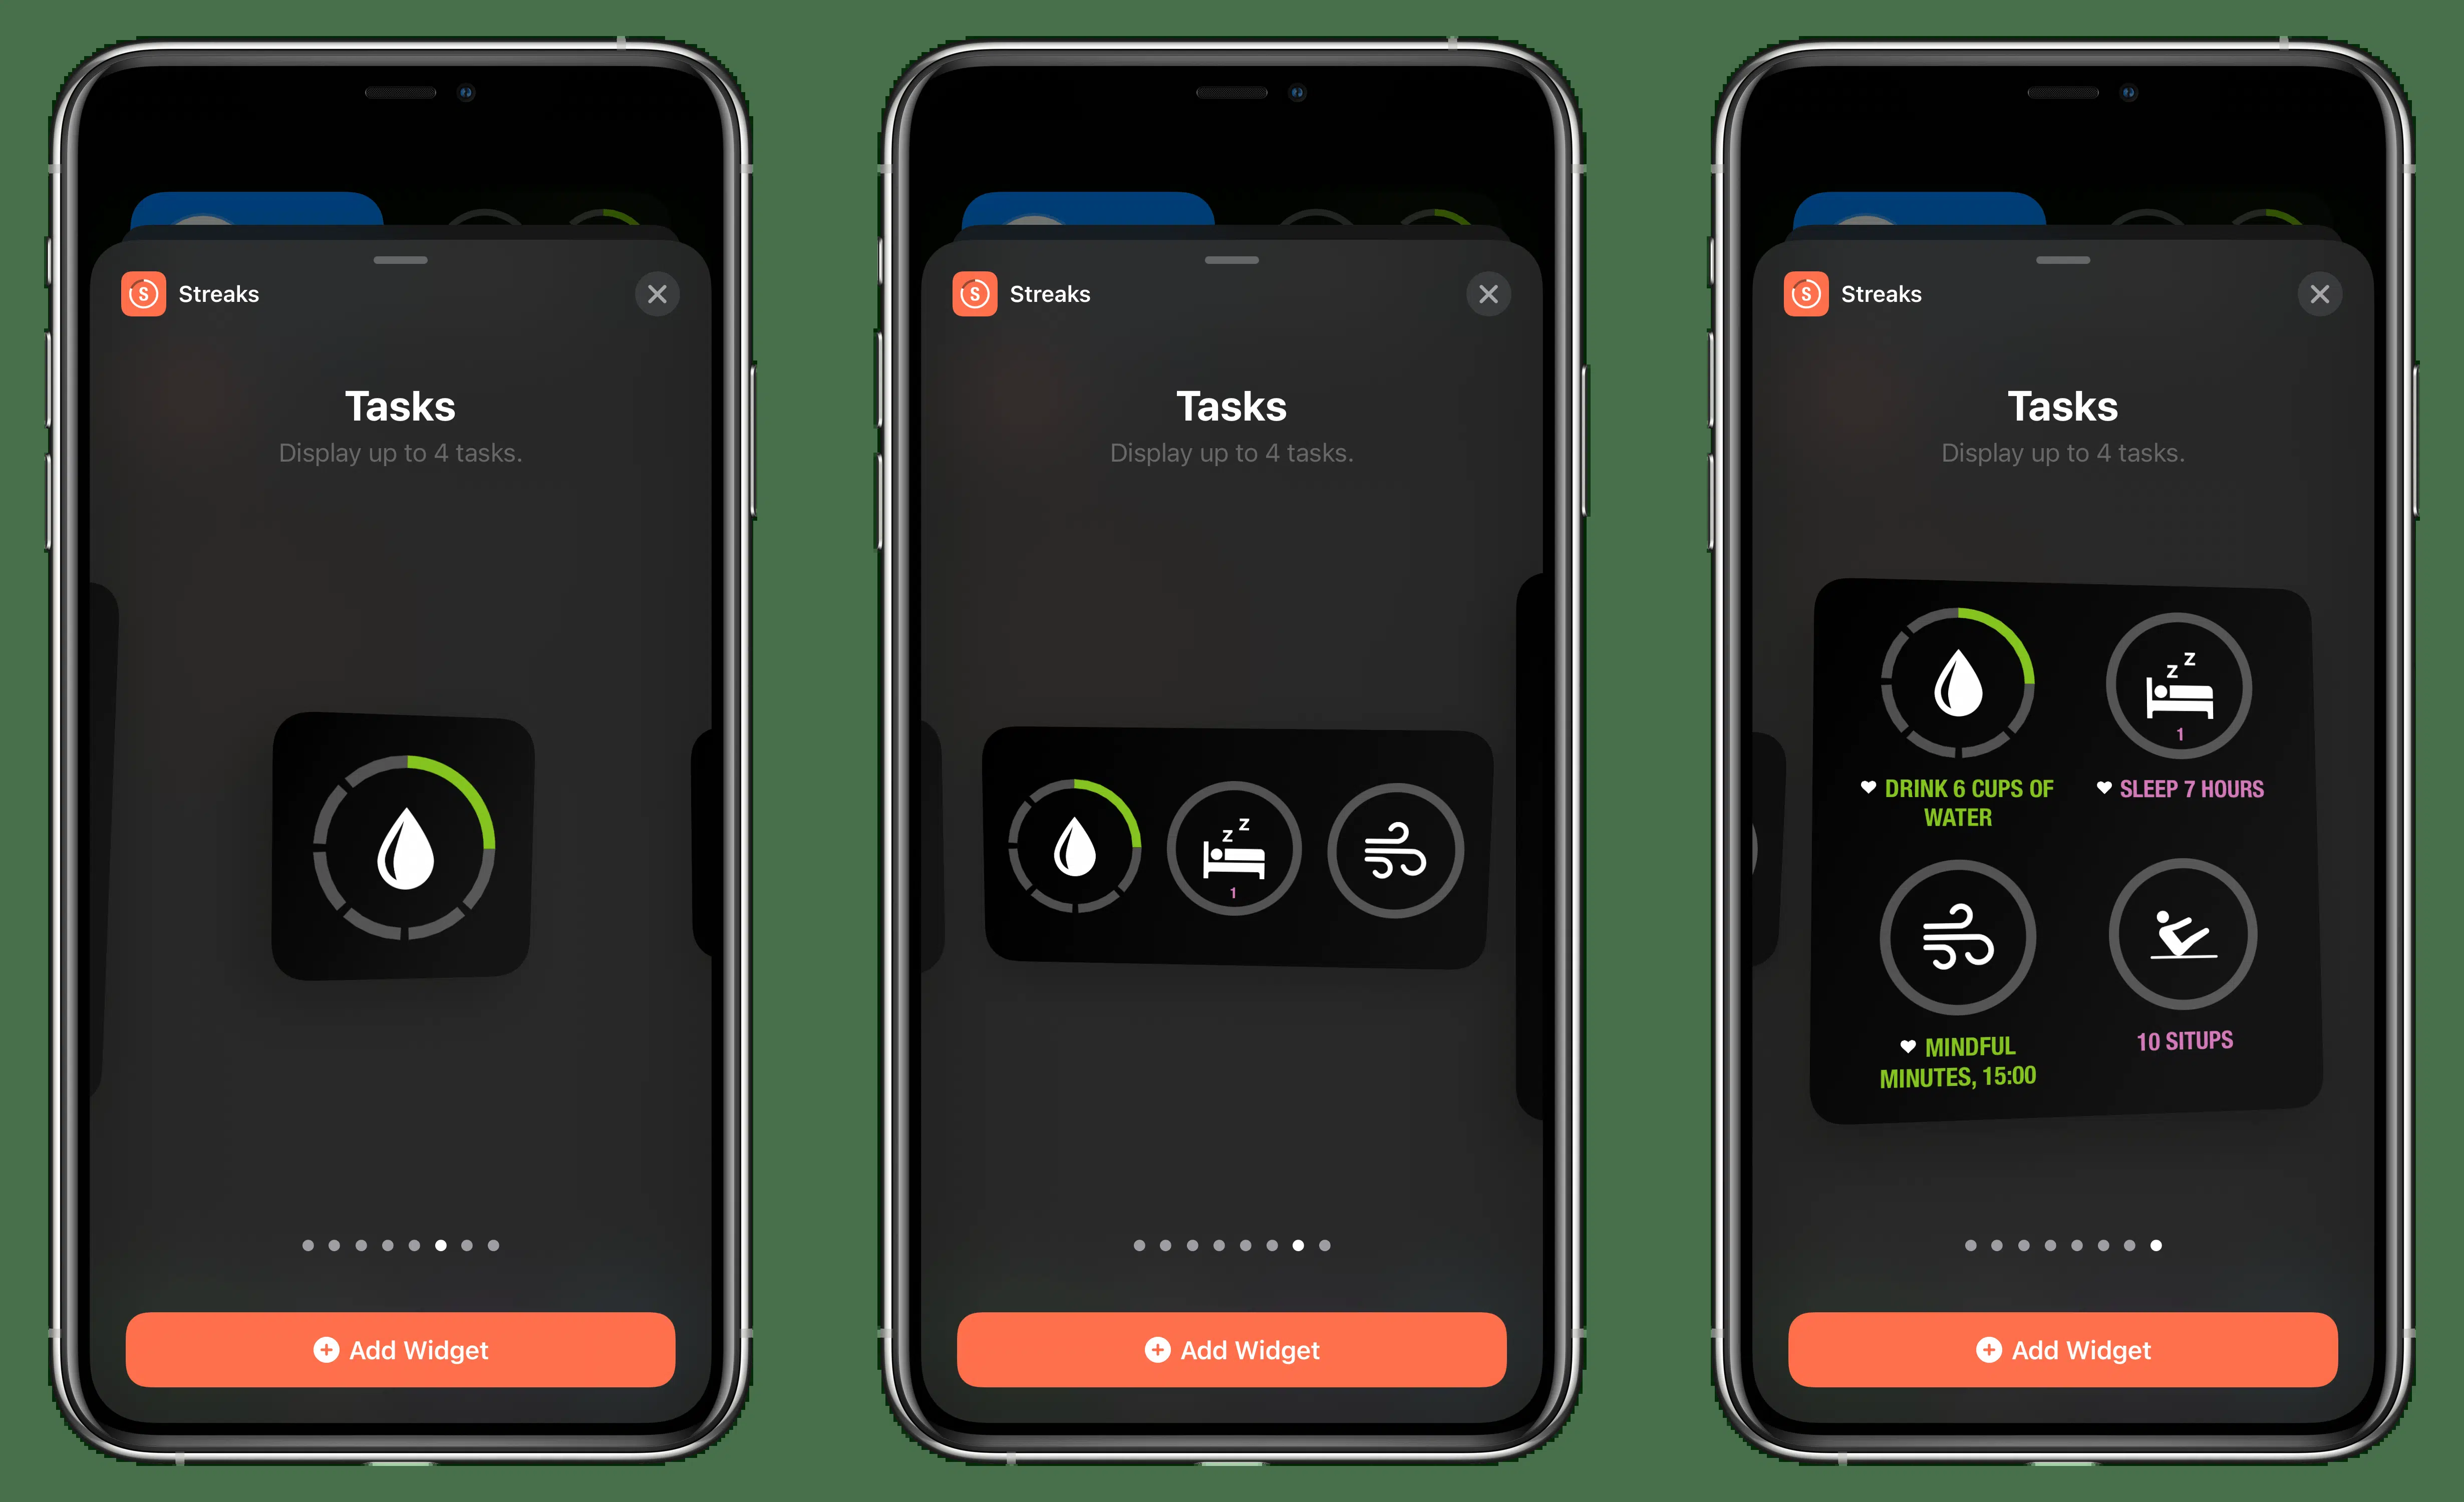 S Streaks
Tasks
Display up to 4 tasks.
Add Widget
S Streaks
Tasks
Display up to 4 tasks.
z z
1
Add Widget
S Streaks
Tasks
Display up to 4 tasks.
z z
1
DRINK 6 CUPS OF
WATER
SLEEP 7 HOURS
MINDFUL
MINUTES, 15:00
10 SITUPS
Add Widget